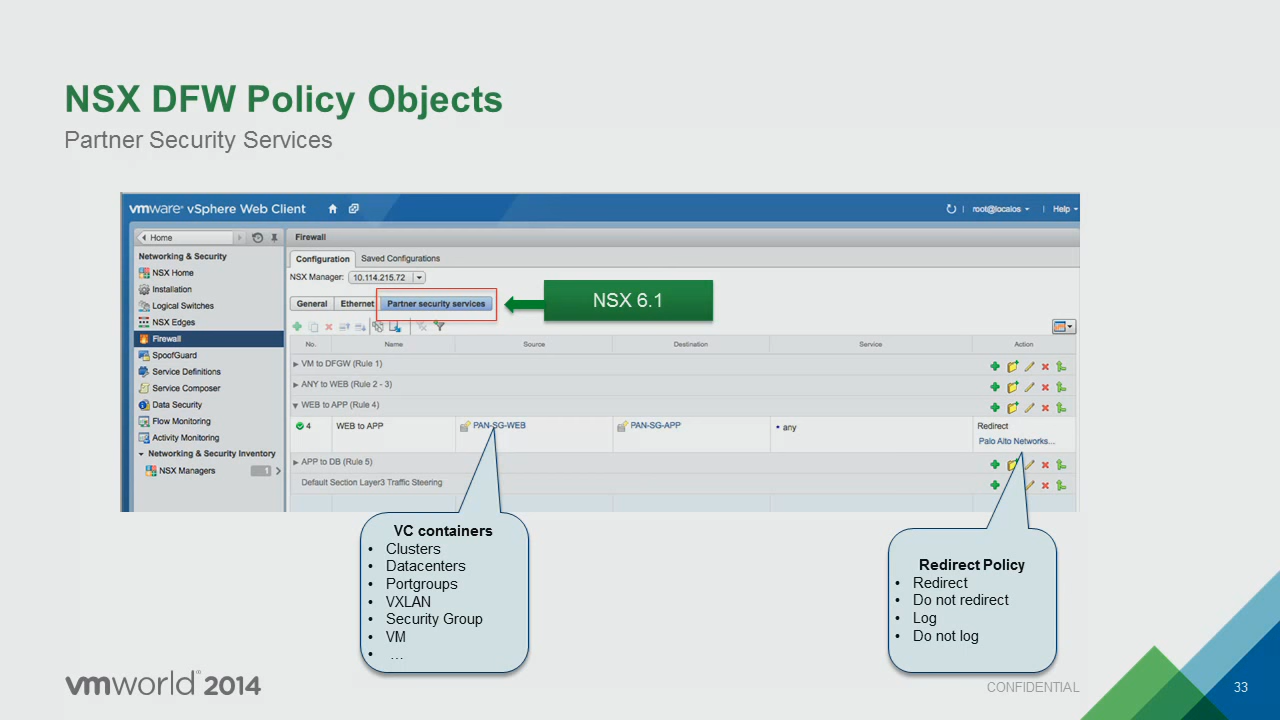 NSX DFW Policy Objects
Partner Security Services
vmware® vSphere Web Client
root@localos
Help
Home
Firewall
Networking & Security
NSX Home
Installation
Logical Switches
NSX Edges
Firewall
SpoofGuard
Service Definitions
Service Composer
Data Security
Flow Monitoring
Activity Monitoring
Networking & Security Inventory
NSX Managers 1
Configuration Saved Configurations
NSX Manager: 10.114.215.72
General Ethernet Partner security services
NSX 6.1
No. Name Source Destination Service Action
VM to DFGW (Rule 1)
ANY to WEB (Rule 2 - 3)
WEB to APP (Rule 4)
4 WEB to APP PAN-SG-WEB PAN-SG-APP • any Redirect
Palo Alto Networks...
APP to DB (Rule 5)
Default Section Layer3 Traffic Steering
VC containers
• Clusters
• Datacenters
• Portgroups
• VXLAN
• Security Group
• VM
• …
Redirect Policy
• Redirect
• Do not redirect
• Log
• Do not log
vmworld® 2014
CONFIDENTIAL
33